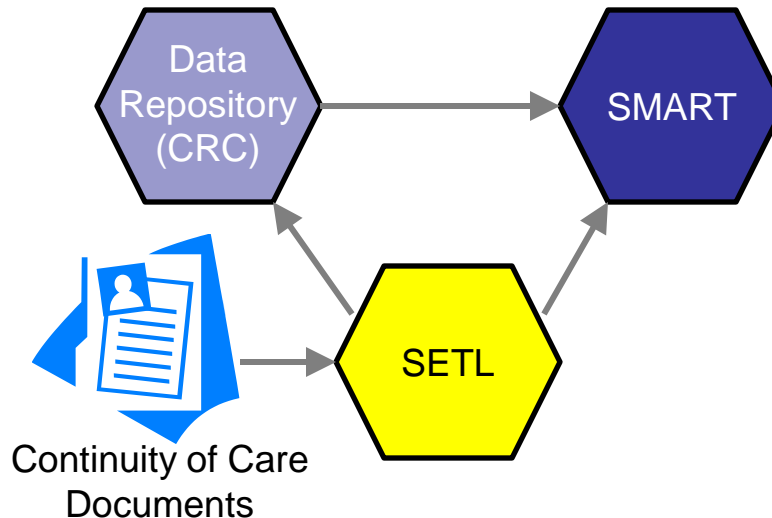 Data
Repository
(CRC)
SMART
SETL
Continuity of Care
Documents